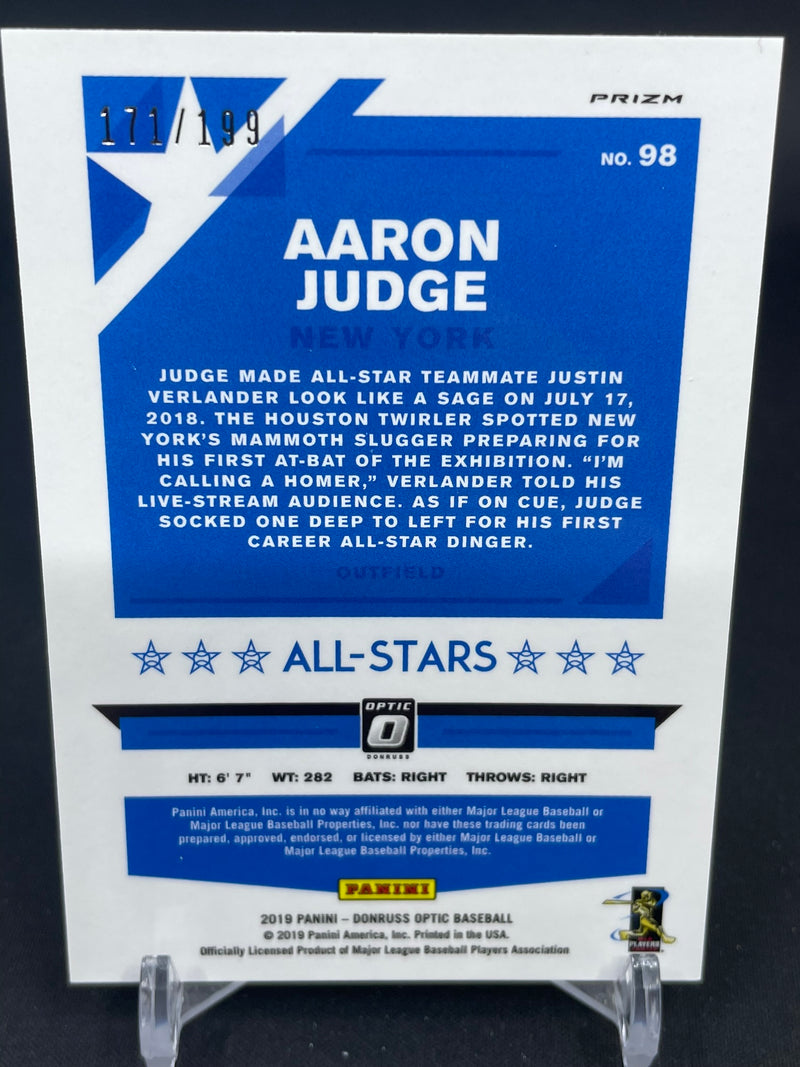 PRIZM
171/199
NO. 98
AARON
JUDGE
NEW YORK
JUDGE MADE ALL-STAR TEAMMATE JUSTIN
VERLANDER LOOK LIKE A SAGE ON JULY 17,
2018. THE HOUSTON TWIRLER SPOTTED NEW
YORK'S MAMMOTH SLUGGER PREPARING FOR
HIS FIRST AT-BAT OF THE EXHIBITION. “I'M
CALLING A HOMER,” VERLANDER TOLD HIS
LIVE-STREAM AUDIENCE. AS IF ON CUE, JUDGE
SOCKED ONE DEEP TO LEFT FOR HIS FIRST
CAREER ALL-STAR DINGER.
OUTFIELD
ALL-STARS
OPTIC
O
DONRUSS
HT: 6' 7" WT: 282 BATS: RIGHT THROWS: RIGHT
Panini America, Inc. is in no way affiliated with either Major League Baseball or
Major League Baseball Properties, Inc. nor have these trading cards been
prepared, approved, endorsed, or licensed by either Major League Baseball or
Major League Baseball Properties, Inc.
PANINI
2019 PANINI – DONRUSS OPTIC BASEBALL
© 2019 Panini America, Inc. Printed in the USA.
Officially Licensed Product of Major League Baseball Players Association
PLAYERS